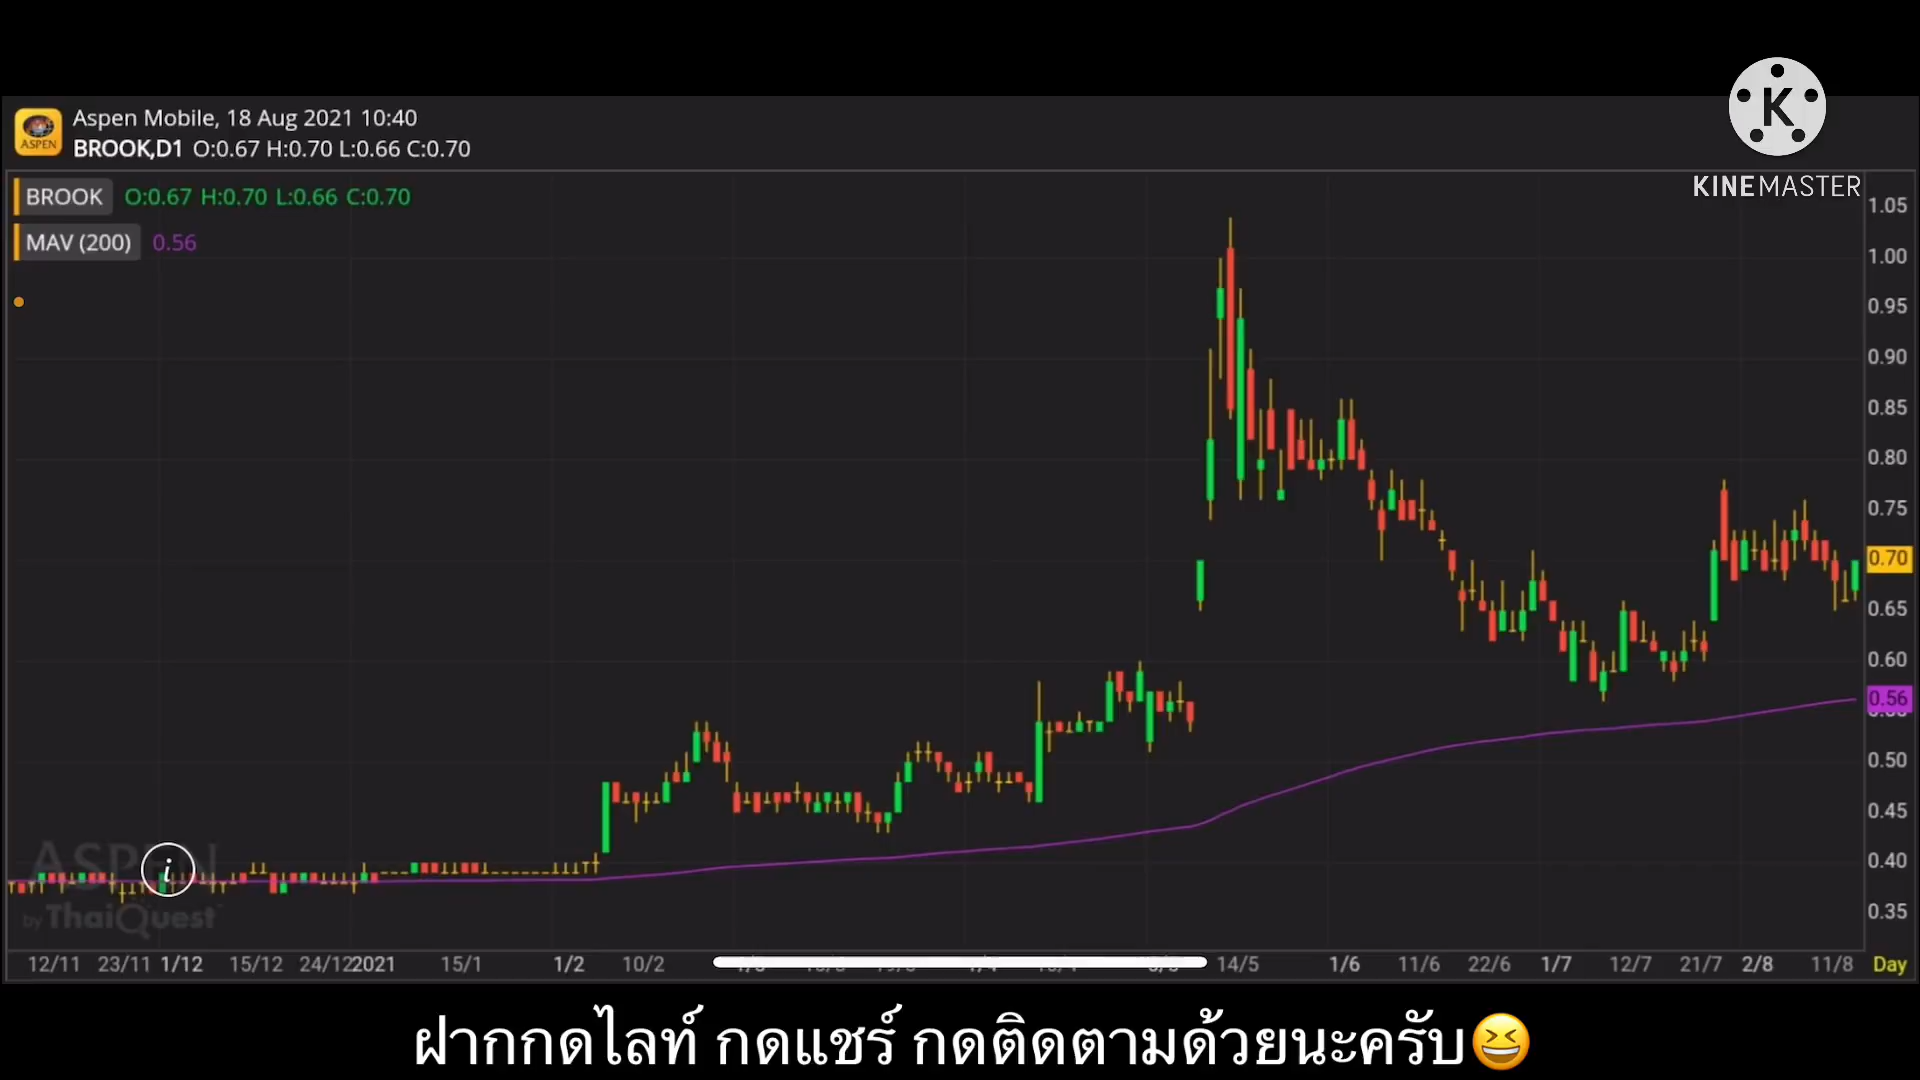 Aspen Mobile, 18 Aug 2021 10:40
BROOK,D1 O:0.67 H:0.70 L:0.66 C:0.70
ASPEN
K
KINEMASTER
BROOK O:0.67 H:0.70 L:0.66 C:0.70
MAV (200) 0.56
1.05
1.00
0.95
0.90
0.85
0.80
0.75
0.70
0.65
0.60
0.56
0.50
0.45
0.40
0.35
ASPEN
i
by ThaiQuest
12/11 23/11 1/12 15/12 24/12 2021 15/1 1/2 10/2 14/5 1/6 11/6 22/6 1/7 12/7 21/7 2/8 11/8 Day
ฝากกดไลท์ กดแชร์ กดติดตามด้วยนะครับ😆